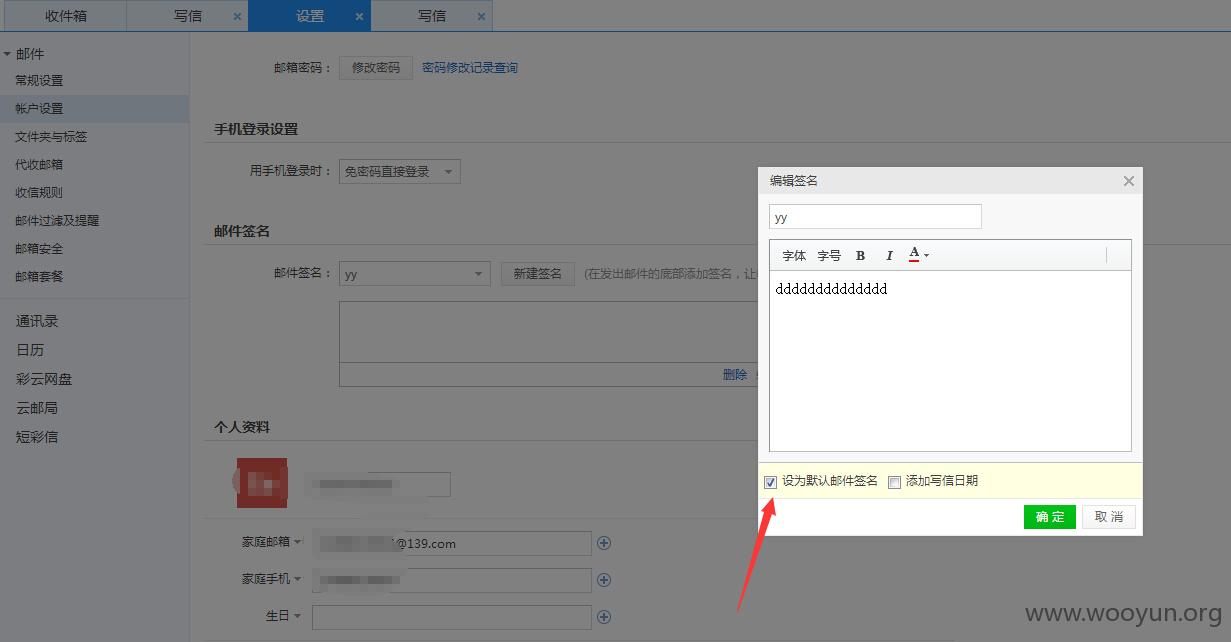 收件箱 写信 × 设置 × 写信 ×
邮件
常规设置
帐户设置
文件夹与标签
代收邮箱
收信规则
邮件过滤及提醒
邮箱安全
邮箱套餐
通讯录
日历
彩云网盘
云邮局
短彩信
邮箱密码： 修改密码 密码修改记录查询
手机登录设置
用手机登录时： 免密码直接登录
邮件签名
邮件签名： yy 新建签名 (在发出邮件的底部添加签名，让
删除
个人资料
家庭邮箱 @139.com
家庭手机
生日
编辑签名 ×
yy
字体 字号 B I A
dddddddddddddd
设为默认邮件签名 添加写信日期
确 定 取 消
www.wooyun.org